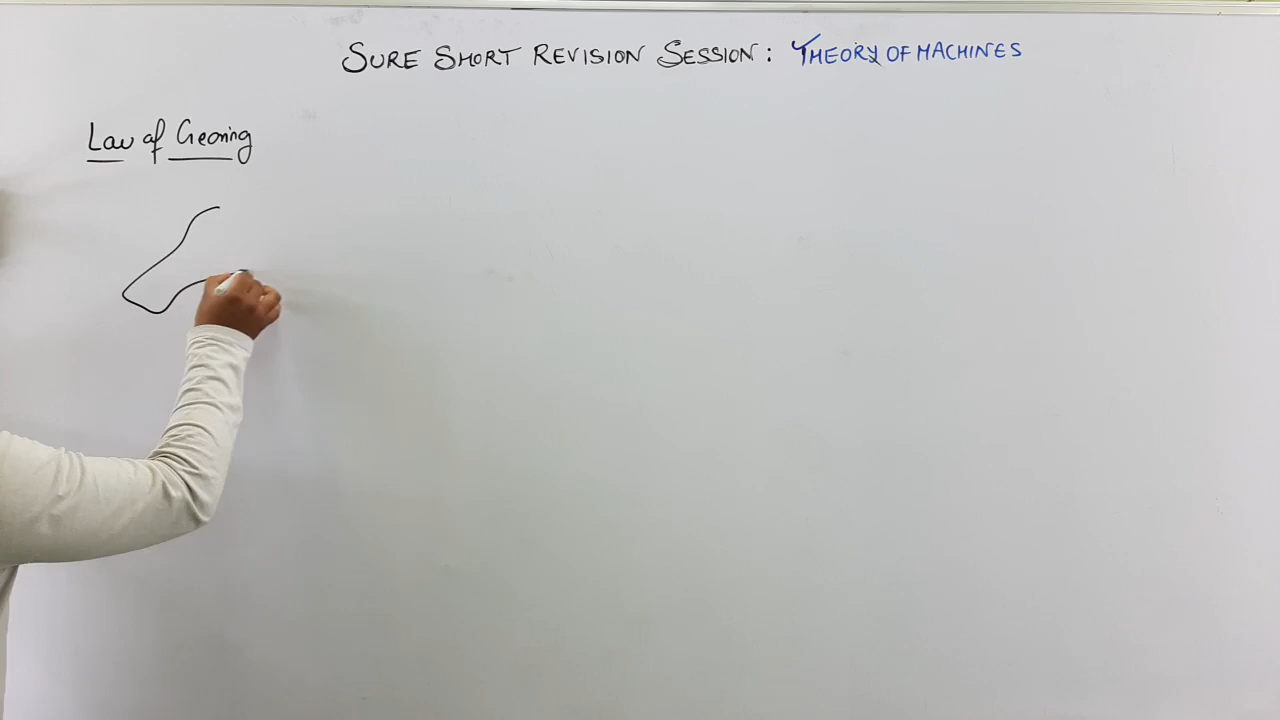 SURE SHORT REVISION SESSION: THEORY OF MACHINES
Law of Gearing